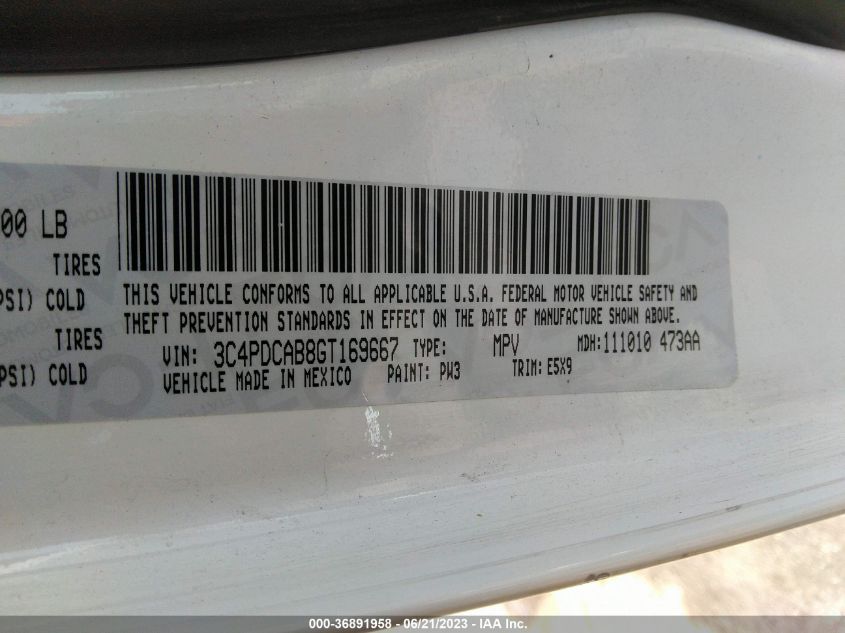 00 LB
TIRES
PSI) COLD
TIRES
PSI) COLD
THIS VEHICLE CONFORMS TO ALL APPLICABLE U.S.A. FEDERAL MOTOR VEHICLE SAFETY AND
THEFT PREVENTION STANDARDS IN EFFECT ON THE DATE OF MANUFACTURE SHOWN ABOVE.
VIN: 3C4PDCAB8GT169667 TYPE: MPV MDH:111010 473AA
VEHICLE MADE IN MEXICO PAINT: PW3 TRIM: E5X9
000-36891958 - 06/21/2023 - IAA Inc.